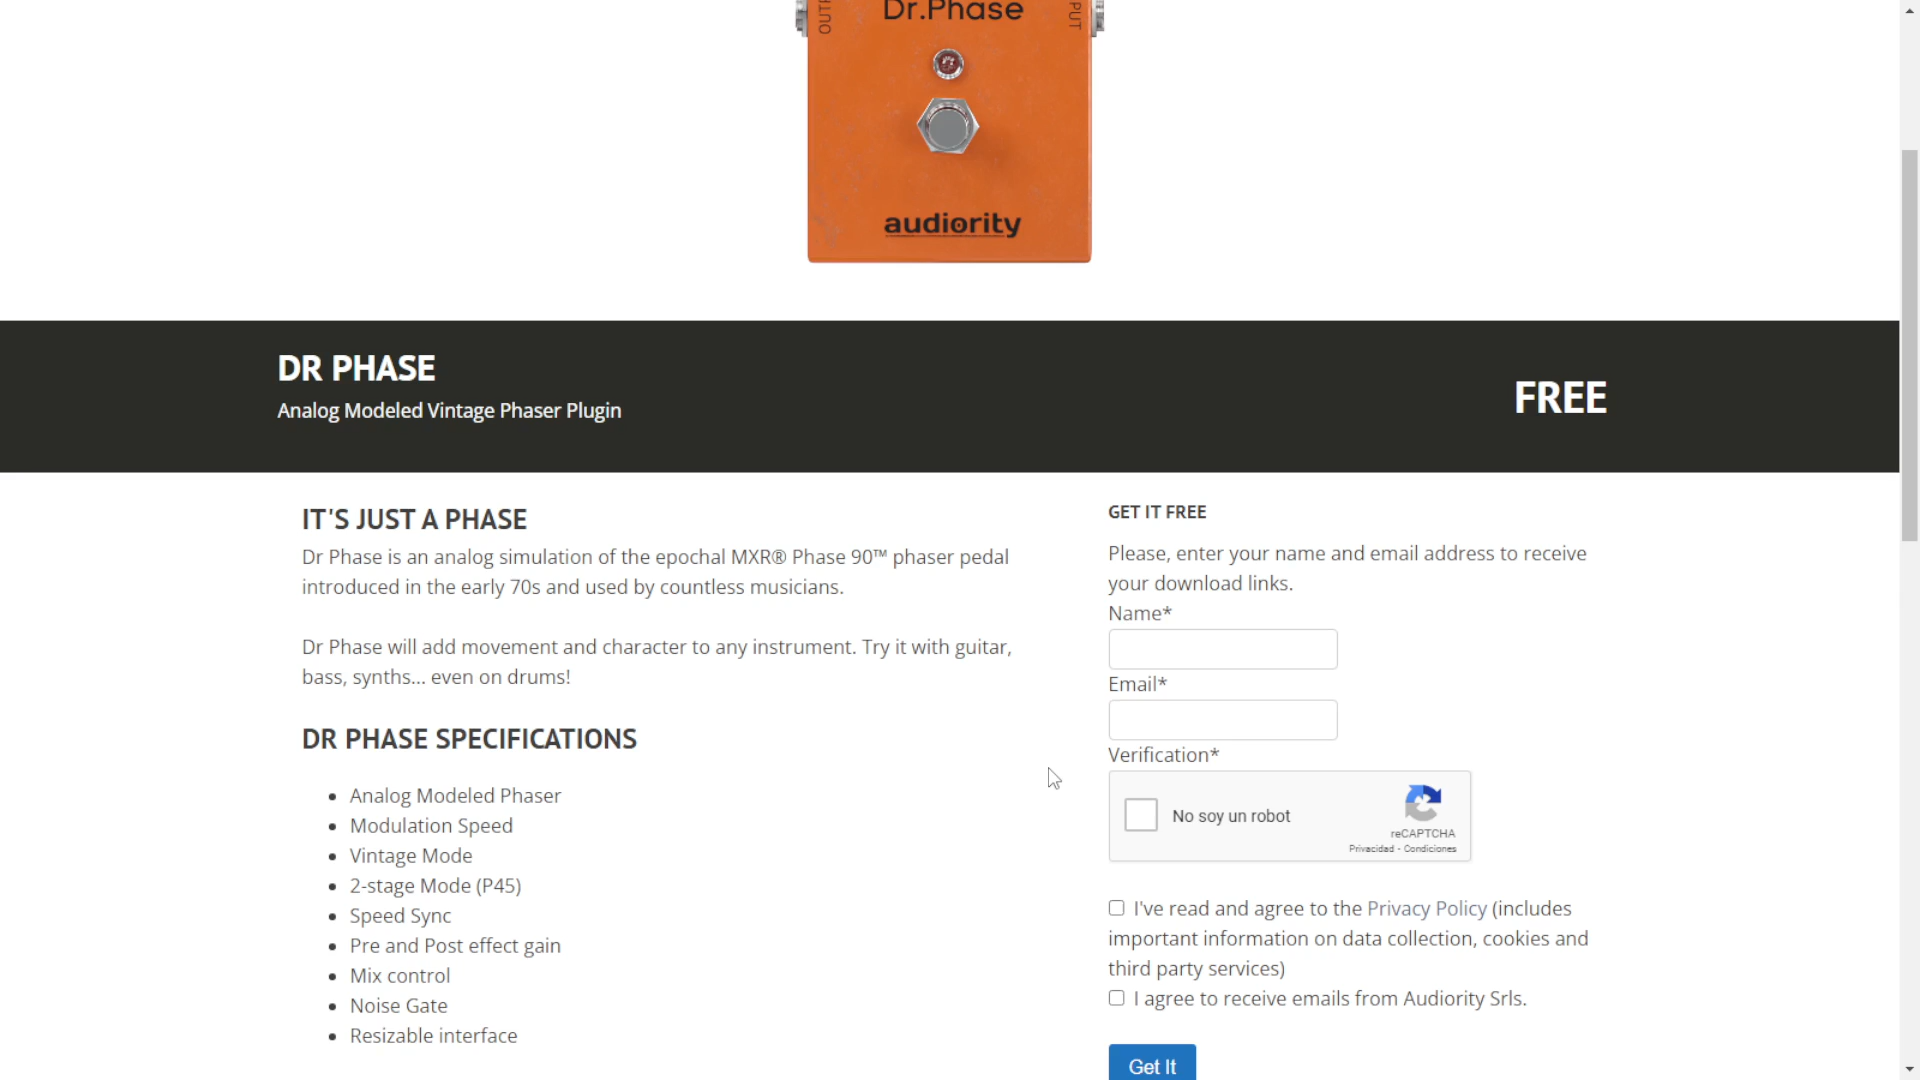 Dr.Phase
audiority
DR PHASE
Analog Modeled Vintage Phaser Plugin
FREE
IT'S JUST A PHASE
Dr Phase is an analog simulation of the epochal MXR® Phase 90™ phaser pedal
introduced in the early 70s and used by countless musicians.
Dr Phase will add movement and character to any instrument. Try it with guitar,
bass, synths... even on drums!
DR PHASE SPECIFICATIONS
Analog Modeled Phaser
Modulation Speed
Vintage Mode
2-stage Mode (P45)
Speed Sync
Pre and Post effect gain
Mix control
Noise Gate
Resizable interface
GET IT FREE
Please, enter your name and email address to receive
your download links.
Name*
Email*
Verification*
No soy un robot
reCAPTCHA
Privacidad - Condiciones
I've read and agree to the Privacy Policy (includes
important information on data collection, cookies and
third party services)
I agree to receive emails from Audiority Srls.
Get It